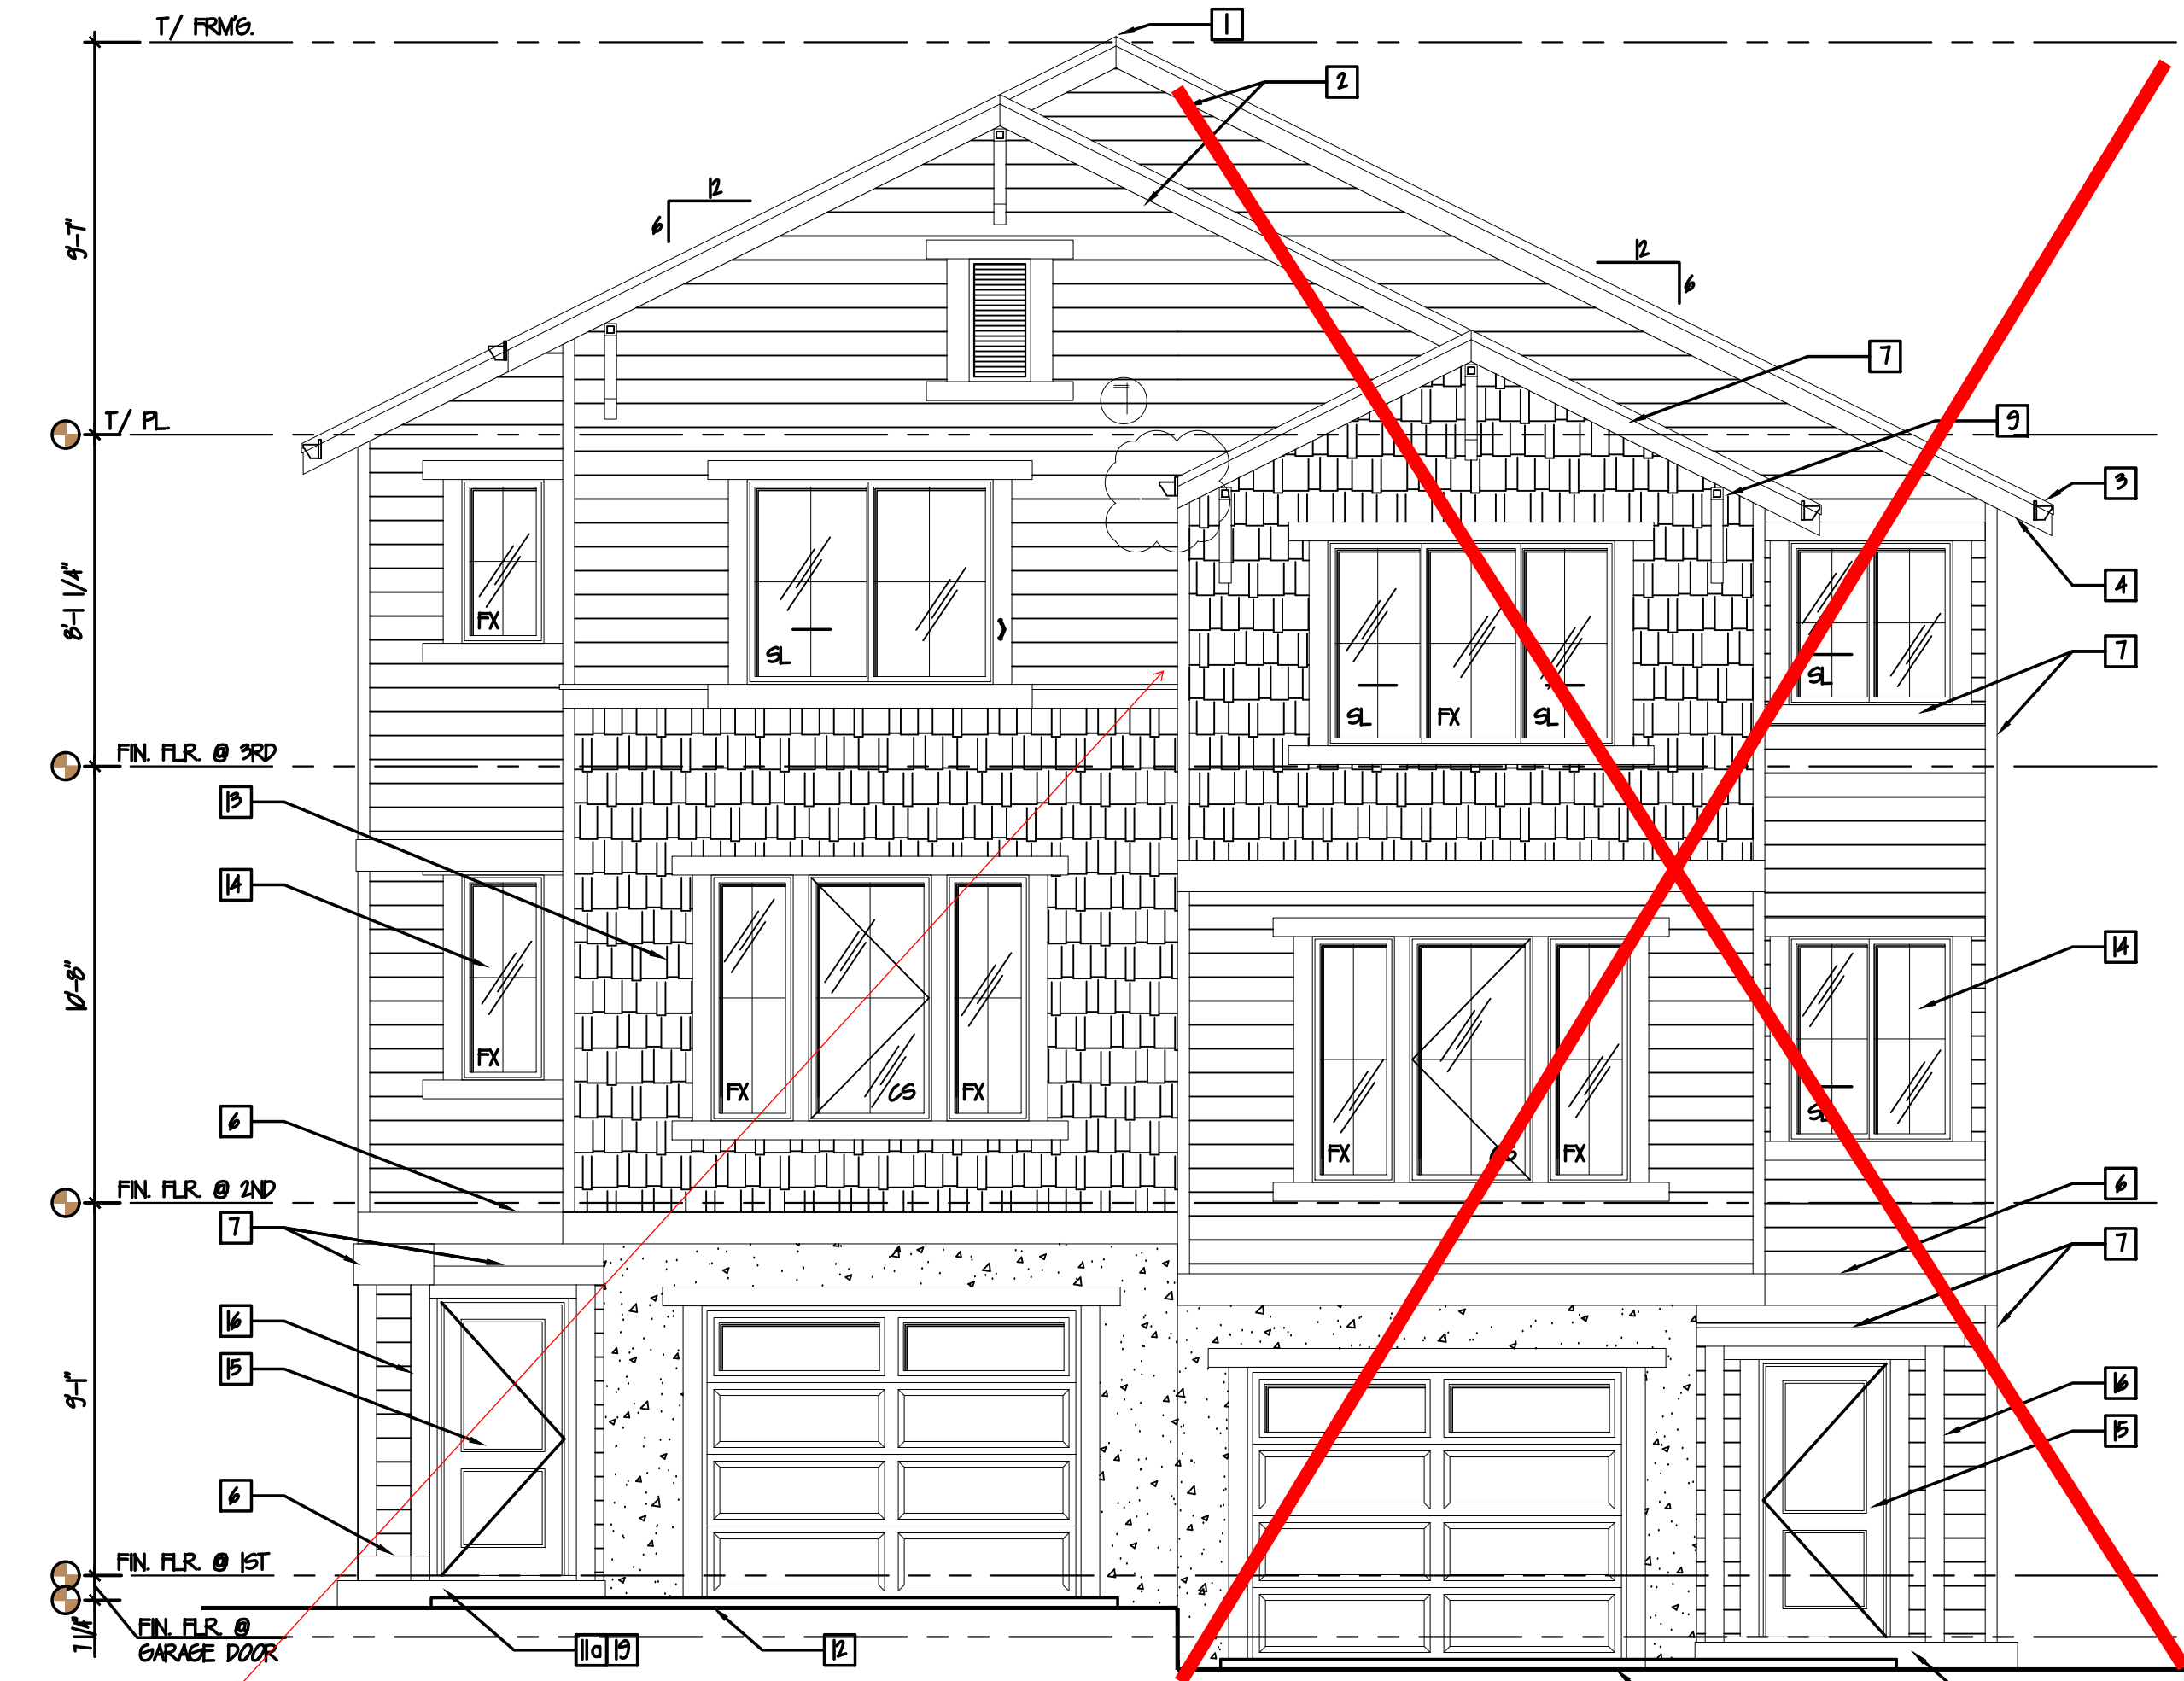 T/ FRM'G.
1
2
12
6
9'-7"
12
6
7
T/ PL.
9
3
8'-1 1/4"
4
FX
SL
SL
FX
SL
SL
7
FIN. FLR. @ 3RD
13
14
14
10'-8"
FX
FX
CS
FX
FX
CS
FX
SL
6
6
FIN. FLR. @ 2ND
7
7
16
15
16
15
9'-1"
6
FIN. FLR. @ 1ST
7 1/4"
FIN. FLR. @
GARAGE DOOR
11a 19
12